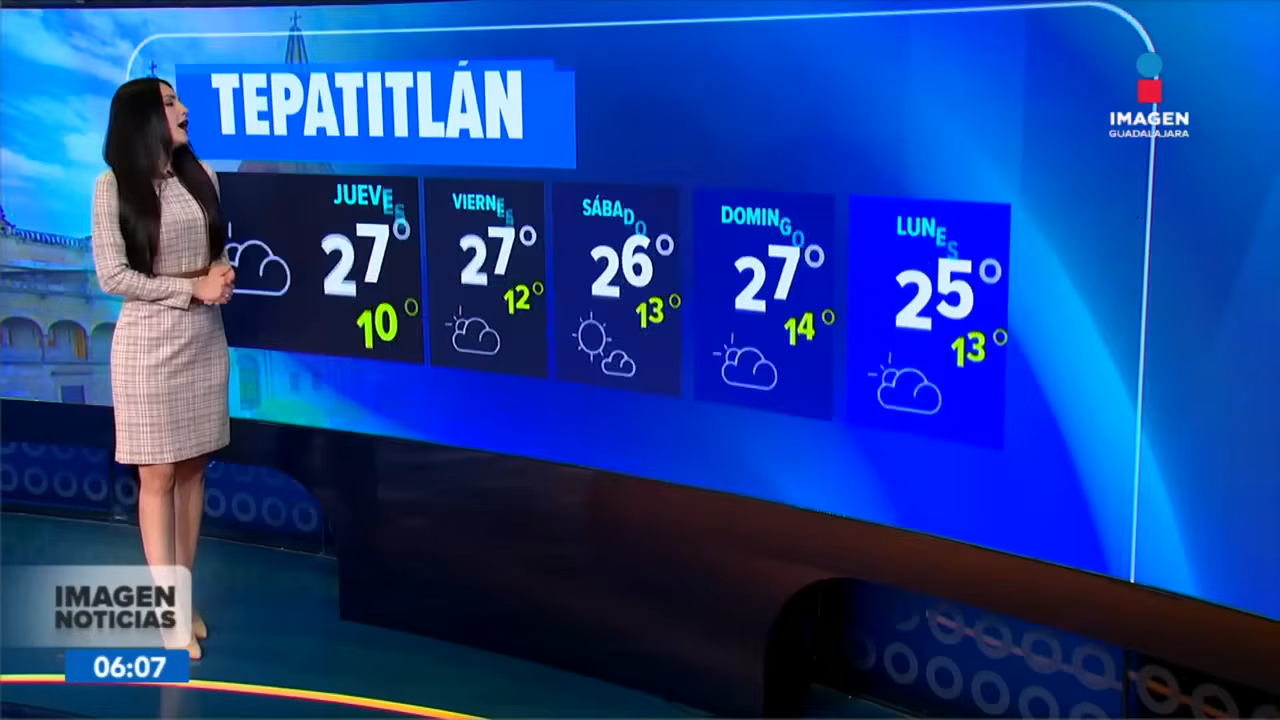 TEPATITLÁN
IMAGEN
GUADALAJARA
JUEVES
27°
10°
VIERNES
27°
12°
SÁBADO
26°
13°
DOMINGO
27°
14°
LUNES
25°
13°
IMAGEN
NOTICIAS
06:07